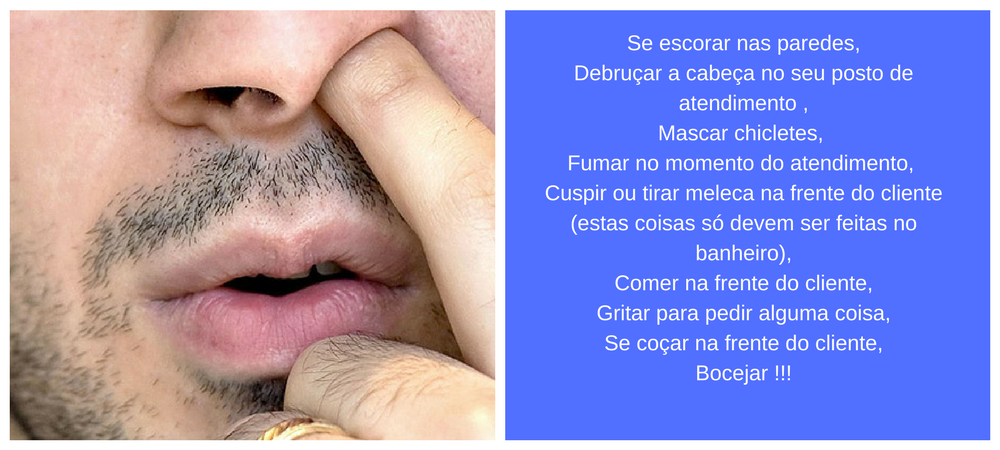 Se escorar nas paredes,
Debruçar a cabeça no seu posto de
atendimento ,
Mascar chicletes,
Fumar no momento do atendimento,
Cuspir ou tirar meleca na frente do cliente
(estas coisas só devem ser feitas no
banheiro),
Comer na frente do cliente,
Gritar para pedir alguma coisa,
Se coçar na frente do cliente,
Bocejar !!!